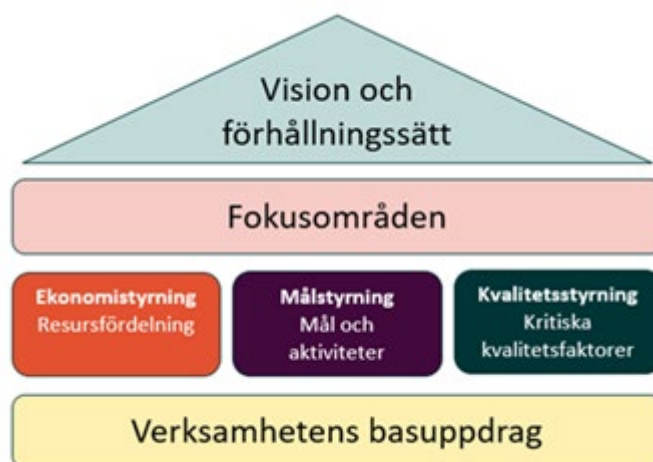 Vision och
förhållningssätt
Fokusområden
Ekonomistyrning
Resursfördelning
Målstyrning
Mål och
aktiviteter
Kvalitetsstyrning
Kritiska
kvalitetsfaktorer
Verksamhetens basuppdrag